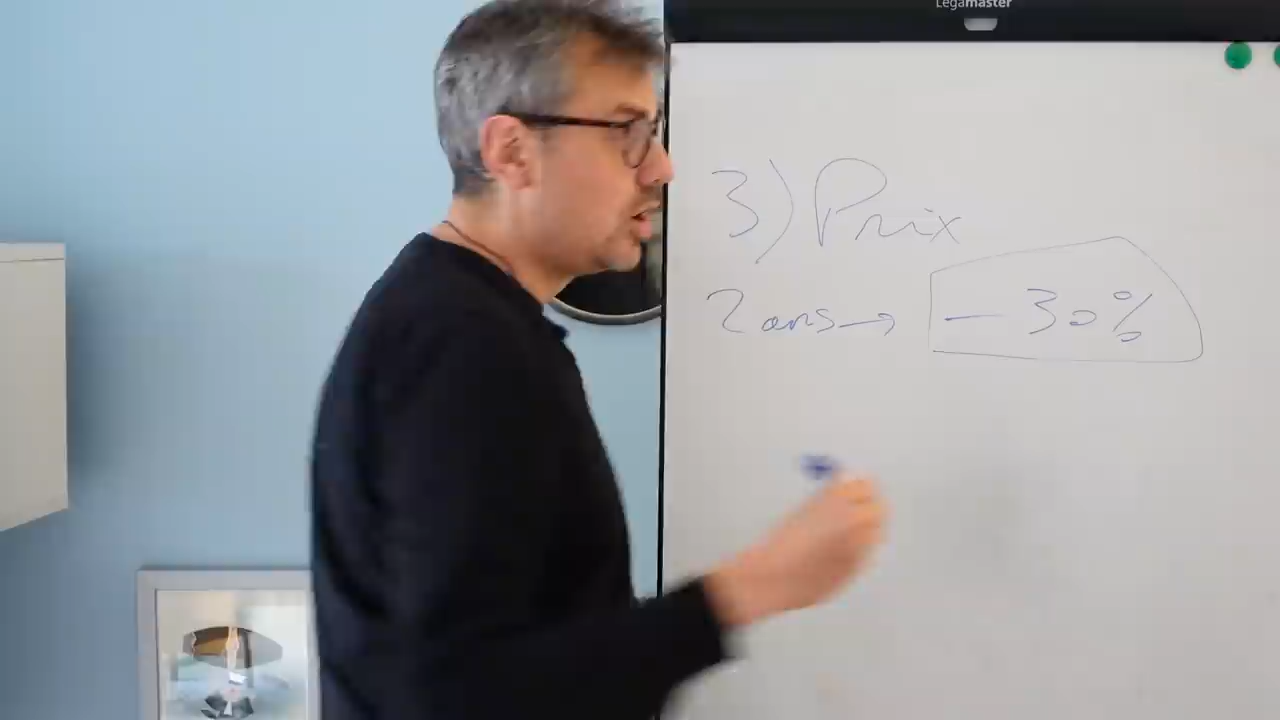 Legamaster
3) Prix
2 ans → - 30%